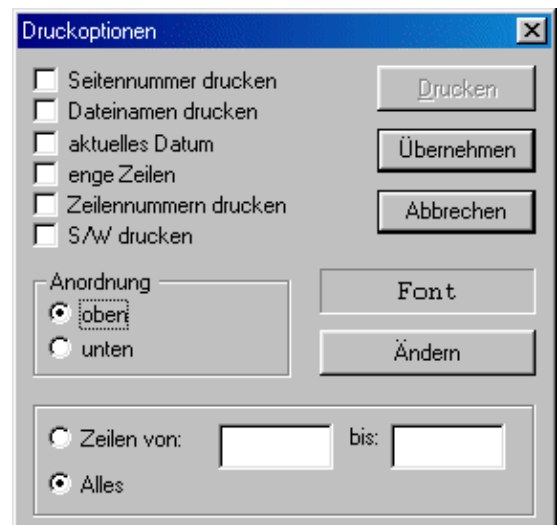 Druckoptionen
Seitennummer drucken
Dateinamen drucken
aktuelles Datum
enge Zeilen
Zeilennummern drucken
S/W drucken
Drucken
Übernehmen
Abbrechen
Anordnung
oben
unten
Font
Ändern
Zeilen von: bis:
Alles